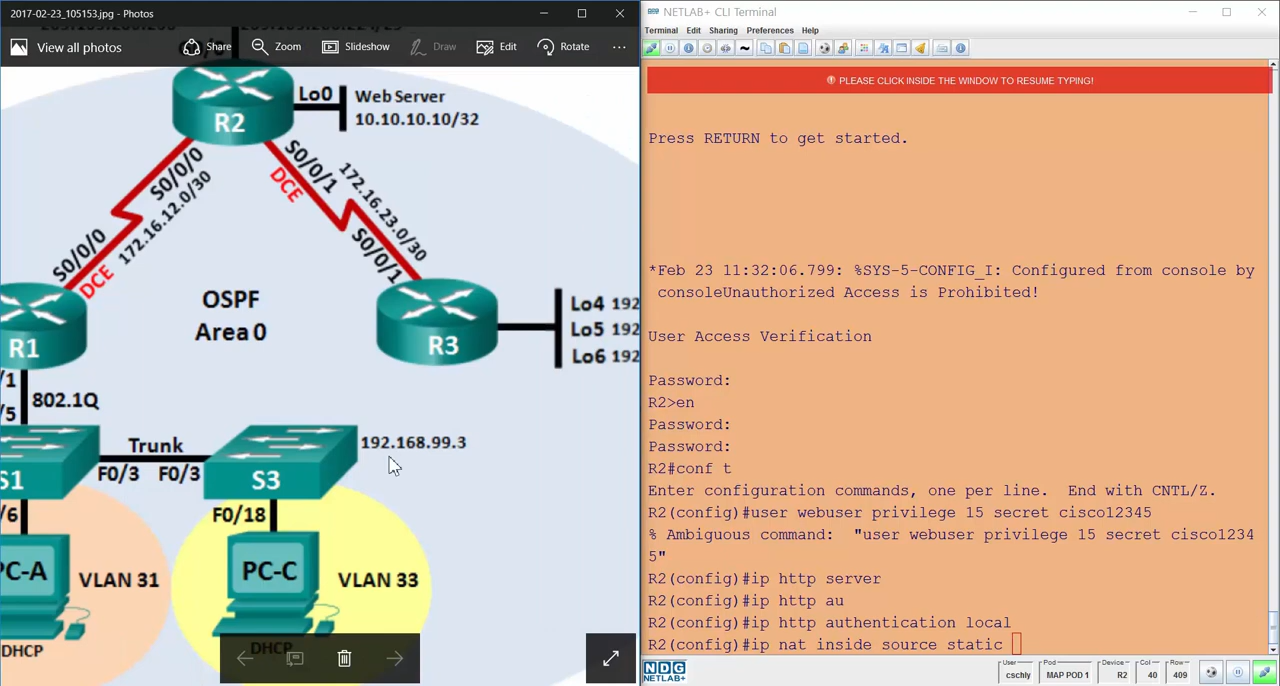 2017-02-23_105153.jpg - Photos
View all photos
Share
Zoom
Slideshow
Draw
Edit
Rotate
R2
Lo0
Web Server
10.10.10.10/32
S0/0/0
172.16.12.0/30
S0/0/0
DCE
S0/0/1
DCE
172.16.23.0/30
S0/0/1
OSPF
Area 0
R1
R3
Lo4 192
Lo5 192
Lo6 192
/1
/5
802.1Q
Trunk
192.168.99.3
F0/3
F0/3
S1
S3
/6
F0/18
PC-A
VLAN 31
PC-C
VLAN 33
DHCP
DHCP
NETLAB+ CLI Terminal
Terminal Edit Sharing Preferences Help
PLEASE CLICK INSIDE THE WINDOW TO RESUME TYPING!
Press RETURN to get started.
*Feb 23 11:32:06.799: %SYS-5-CONFIG_I: Configured from console by
consoleUnauthorized Access is Prohibited!
User Access Verification
Password:
R2>en
Password:
Password:
R2#conf t
Enter configuration commands, one per line.  End with CNTL/Z.
R2(config)#user webuser privilege 15 secret cisco12345
% Ambiguous command:  "user webuser privilege 15 secret cisco1234
5"
R2(config)#ip http server
R2(config)#ip http au
R2(config)#ip http authentication local
R2(config)#ip nat inside source static
NDG
NETLAB+
User
cschly
Pod
MAP POD 1
Device
R2
Col
40
Row
409